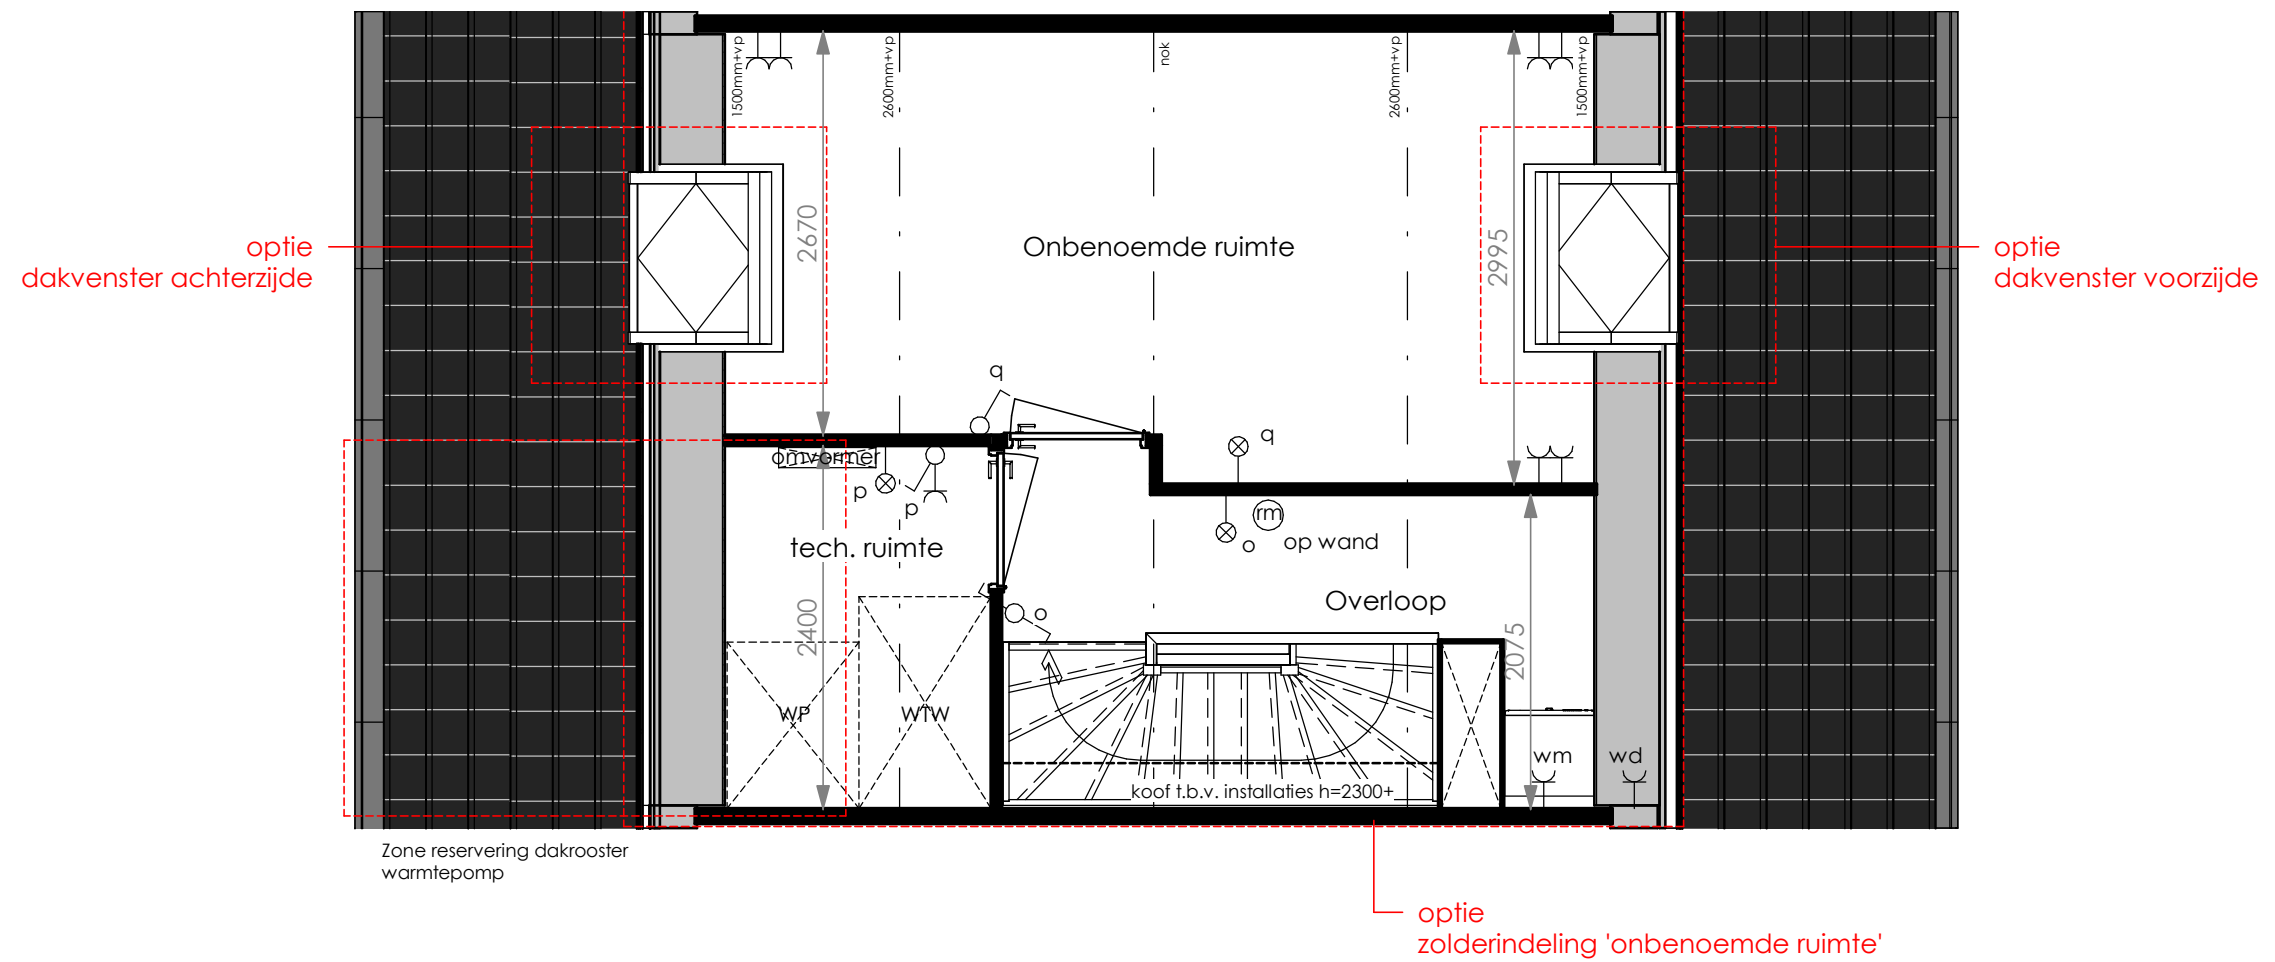 1500mm+vp
2600mm+vp
nok
2600mm+vp
1500mm+vp
2670
2995
Onbenoemde ruimte
optie
dakvenster achterzijde
optie
dakvenster voorzijde
q
q
omvormer
p
p
rm
o
op wand
tech. ruimte
2400
Overloop
o
2075
WP
WTW
wm
wd
koof t.b.v. installaties h=2300+
Zone reservering dakrooster
warmtepomp
optie
zolderindeling 'onbenoemde ruimte'